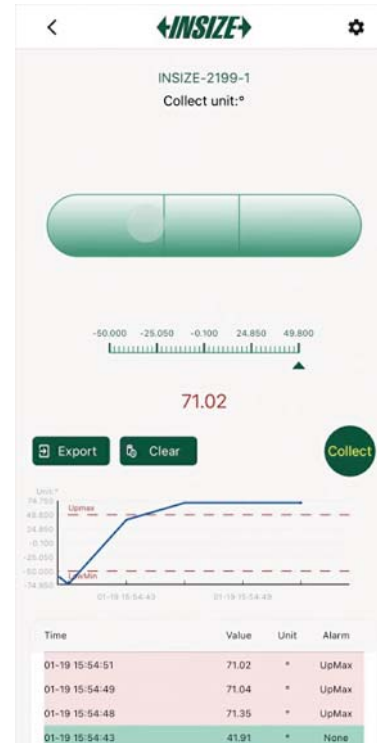 INSIZE
INSIZE-2199-1
Collect unit:°
-50.000 -25.050 -0.100 24.850 49.800
71.02
Export Clear Collect
Unit:°
74.750
Upmax
49.800
24.850
-0.100
-25.050
-50.000
LowMin
-74.950
01-19 15:54:43 01-19 15:54:49
Time Value Unit Alarm
01-19 15:54:51 71.02 ° UpMax
01-19 15:54:49 71.04 ° UpMax
01-19 15:54:48 71.35 ° UpMax
01-19 15:54:43 41.91 ° None